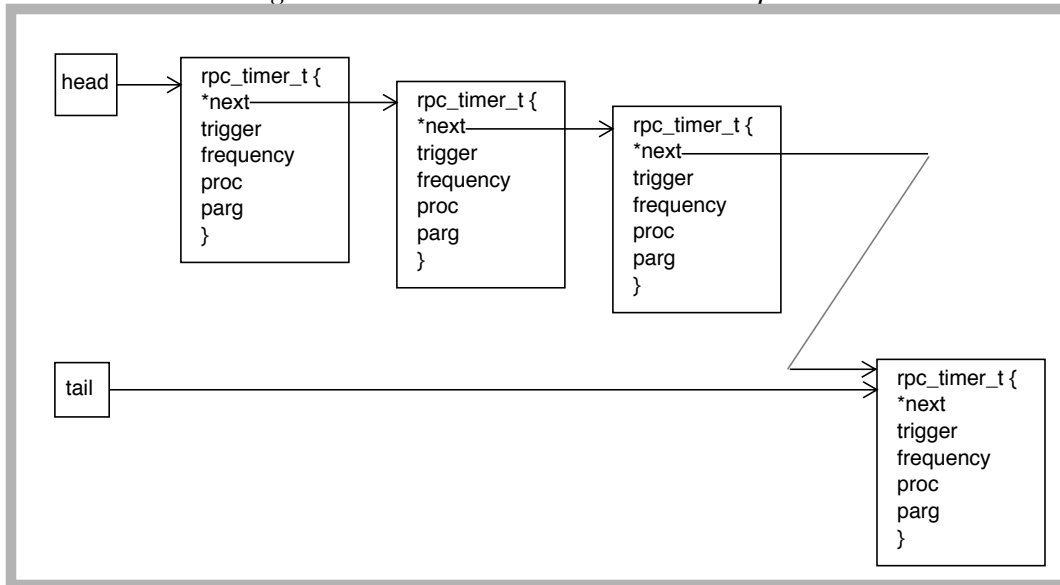 head
rpc_timer_t {
*next
trigger
frequency
proc
parg
}
rpc_timer_t {
*next
trigger
frequency
proc
parg
}
rpc_timer_t {
*next
trigger
frequency
proc
parg
}
tail
rpc_timer_t {
*next
trigger
frequency
proc
parg
}